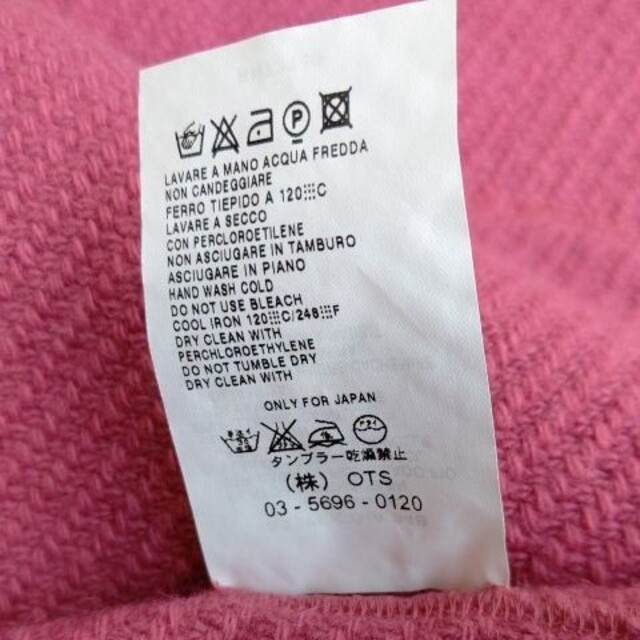 P
LAVARE A MANO ACQUA FREDDA
NON CANDEGGIARE
FERRO TIEPIDO A 120⁞⁞⁞C
LAVARE A SECCO
CON PERCLOROETILENE
NON ASCIUGARE IN TAMBURO
ASCIUGARE IN PIANO
HAND WASH COLD
DO NOT USE BLEACH
COOL IRON 120⁞⁞⁞C/248⁞⁞⁞F
DRY CLEAN WITH
PERCHLOROETHYLENE
DO NOT TUMBLE DRY
DRY CLEAN WITH
ONLY FOR JAPAN
タンブラー乾燥禁止
(株) OTS
03-5696-0120